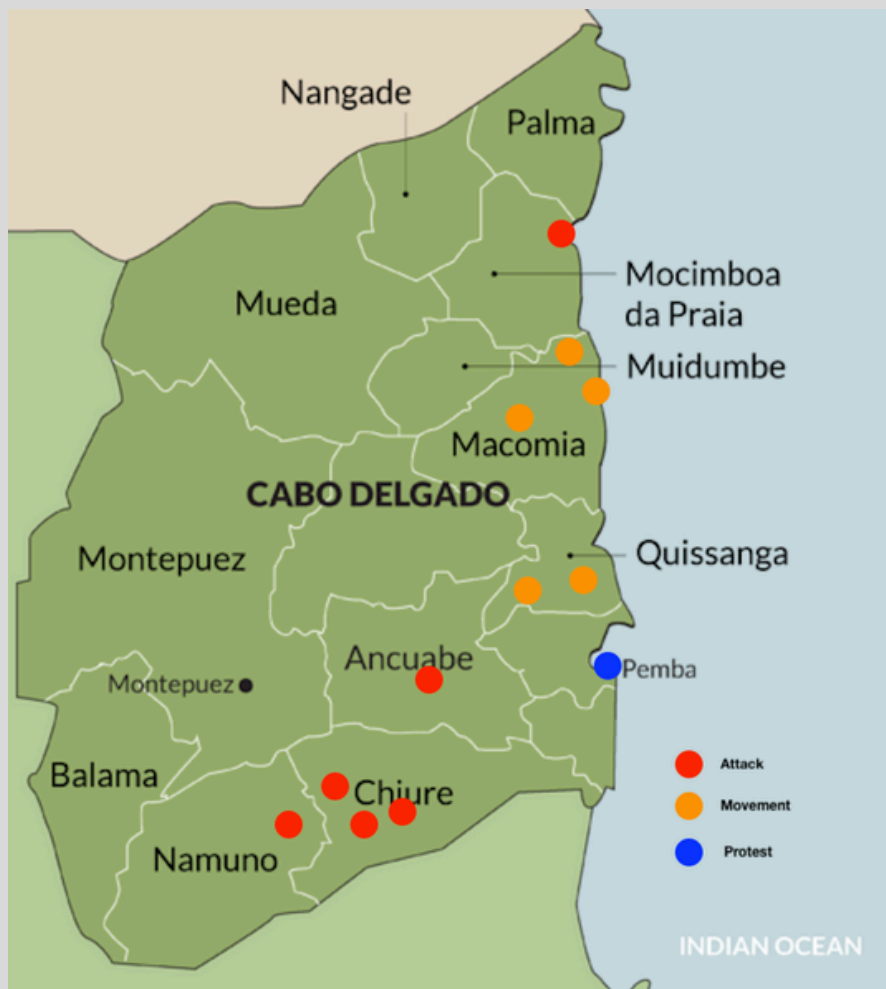 Nangade
Palma
Mocimboa
da Praia
Mueda
Muidumbe
Macomia
CABO DELGADO
Montepuez
Quissanga
Ancuabe
Pemba
Montepuez
Balama
Chiure
Namuno
Attack
Movement
Protest
INDIAN OCEAN